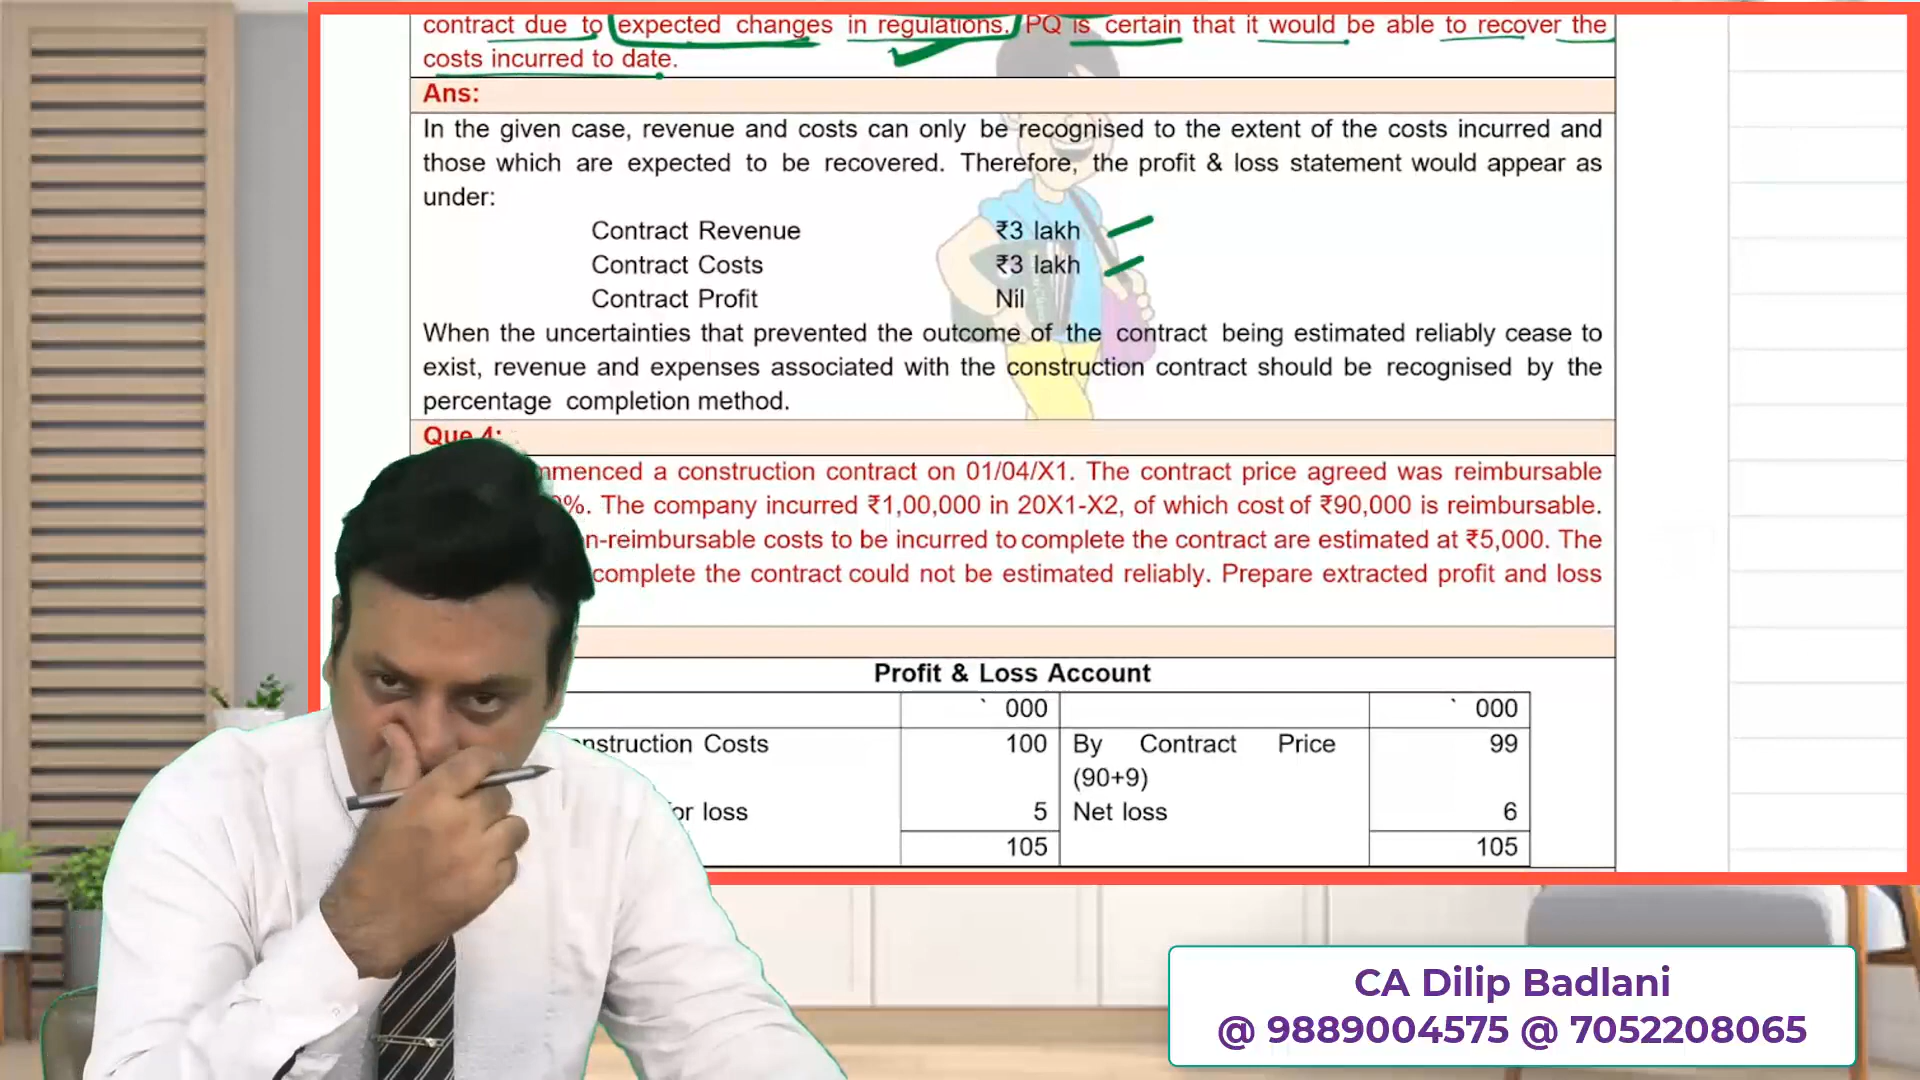 contract due to expected changes in regulations. PQ is certain that it would be able to recover the
costs incurred to date.
Ans:
In the given case, revenue and costs can only be recognised to the extent of the costs incurred and
those which are expected to be recovered. Therefore, the profit & loss statement would appear as
under:
Contract Revenue ₹3 lakh
Contract Costs ₹3 lakh
Contract Profit Nil
When the uncertainties that prevented the outcome of the contract being estimated reliably cease to
exist, revenue and expenses associated with the construction contract should be recognised by the
percentage completion method.
Que 4:
a construction contract on 01/04/X1. The contract price agreed was reimbursable
%. The company incurred ₹1,00,000 in 20X1-X2, of which cost of ₹90,000 is reimbursable.
n-reimbursable costs to be incurred to complete the contract are estimated at ₹5,000. The
complete the contract could not be estimated reliably. Prepare extracted profit and loss
Profit & Loss Account
` 000 ` 000
Costs 100 By Contract Price 99
(90+9)
loss 5 Net loss 6
105 105
CA Dilip Badlani
@ 9889004575 @ 7052208065